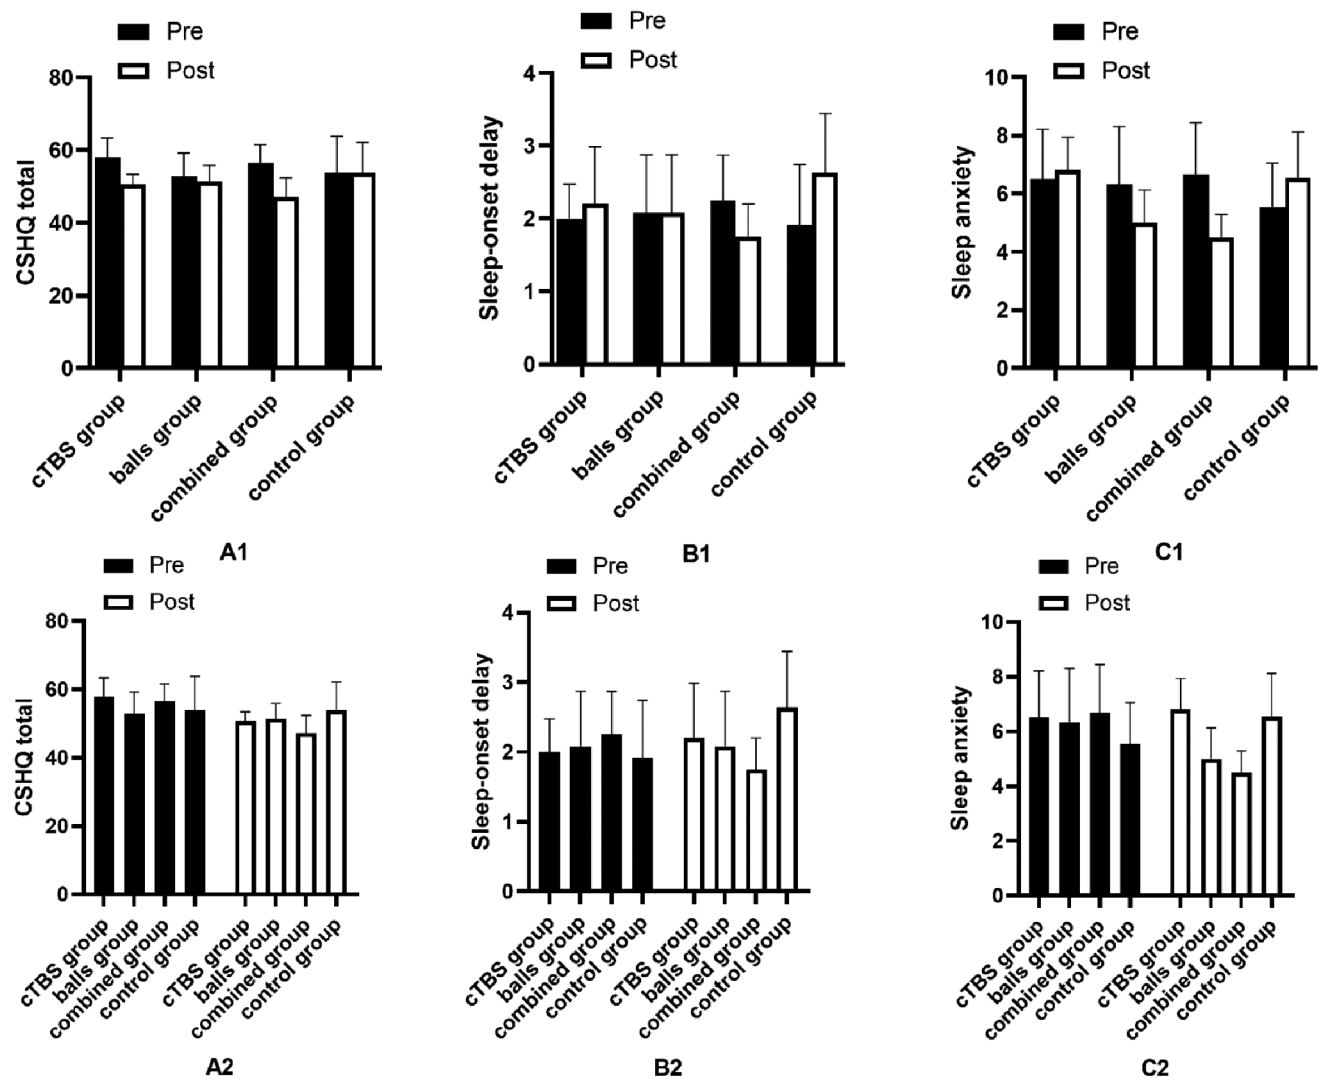 Pre
Post
80
60
40
20
0
CSHQ total
cTBS group
balls group
combined group
control group
A1
Pre
Post
4
3
2
1
0
Sleep-onset delay
cTBS group
balls group
combined group
control group
B1
Pre
Post
10
8
6
4
2
0
Sleep anxiety
cTBS group
balls group
combined group
control group
C1
Pre
Post
80
60
40
20
0
CSHQ total
cTBS group
balls group
combined group
control group
cTBS group
balls group
combined group
control group
A2
Pre
Post
4
3
2
1
0
Sleep-onset delay
cTBS group
balls group
combined group
control group
cTBS group
balls group
combined group
control group
B2
Pre
Post
10
8
6
4
2
0
Sleep anxiety
cTBS group
balls group
combined group
control group
cTBS group
balls group
combined group
control group
C2